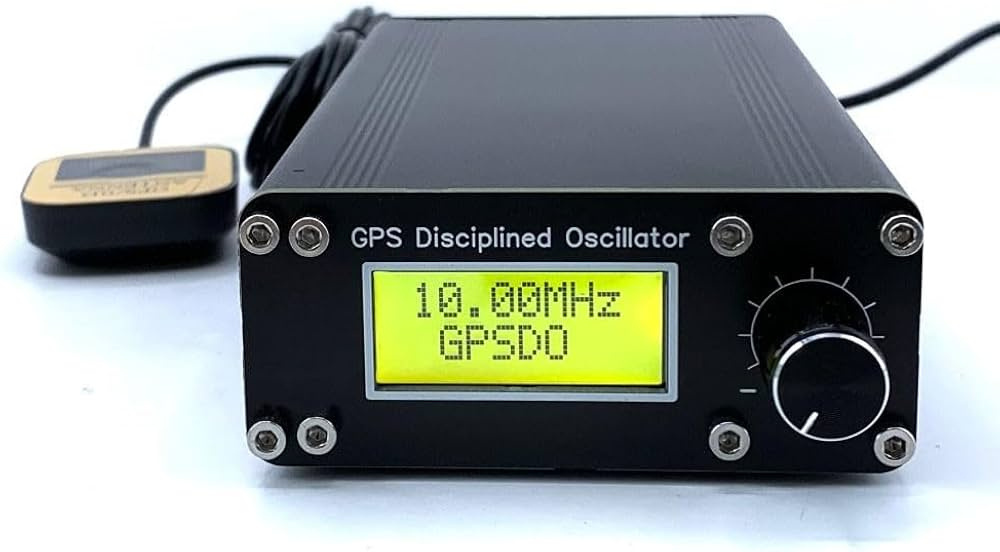 GPS Disciplined Oscillator
10.00MHz
GPSDO